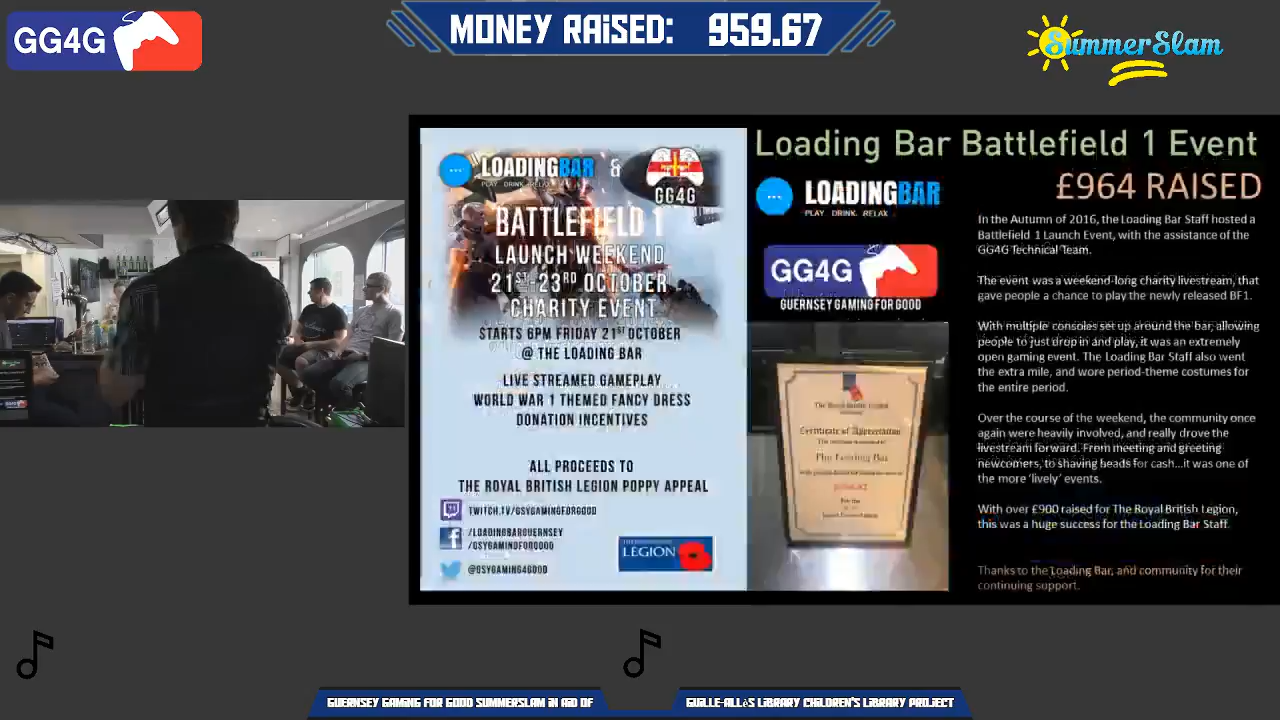 GG4G
MONEY RAISED: 959.67
SummerSlam
LOADINGBAR &
PLAY. DRINK. RELAX.
GG4G
BATTLEFIELD 1
LAUNCH WEEKEND
21ST-23RD OCTOBER
CHARITY EVENT
STARTS 6PM FRIDAY 21ST OCTOBER
@ THE LOADING BAR
LIVE STREAMED GAMEPLAY
WORLD WAR 1 THEMED FANCY DRESS
DONATION INCENTIVES
ALL PROCEEDS TO
THE ROYAL BRITISH LEGION POPPY APPEAL
TWITCH.TV/GSYGAMINGFORGOOD
/LOADINGBARGUERNSEY
/GSYGAMINGFORGOOD
@GSYGAMING4GOOD
LEGION
Loading Bar Battlefield 1 Event
£964 RAISED
LOADINGBAR
PLAY. DRINK. RELAX.
GG4G
GUERNSEY GAMING FOR GOOD
The Royal British Legion
Certificate of Appreciation
The Loading Bar
In the Autumn of 2016, the Loading Bar Staff hosted a
Battlefield 1 Launch Event, with the assistance of the
GG4G Technical Team.
The event was a weekend-long charity livestream, that
gave people a chance to play the newly released BF1.
With multiple consoles set up around the bar, allowing
people to just drop in and play, it was an extremely
open gaming event. The Loading Bar Staff also went
the extra mile, and wore period-theme costumes for
the entire period.
Over the course of the weekend, the community once
again were heavily involved, and really drove the
livestream forward. From meeting and greeting
newcomers, to shaving heads for cash...it was one of
the more 'lively' events.
With over £900 raised for The Royal British Legion,
this was a huge success for the Loading Bar Staff.
Thanks to the Loading Bar, and community for their
continuing support.
GUERNSEY GAMING FOR GOOD SUMMERSLAM IN AID OF
GUILLE-ALLèS LIBRARY CHILDREN'S LIBRARY PROJECT